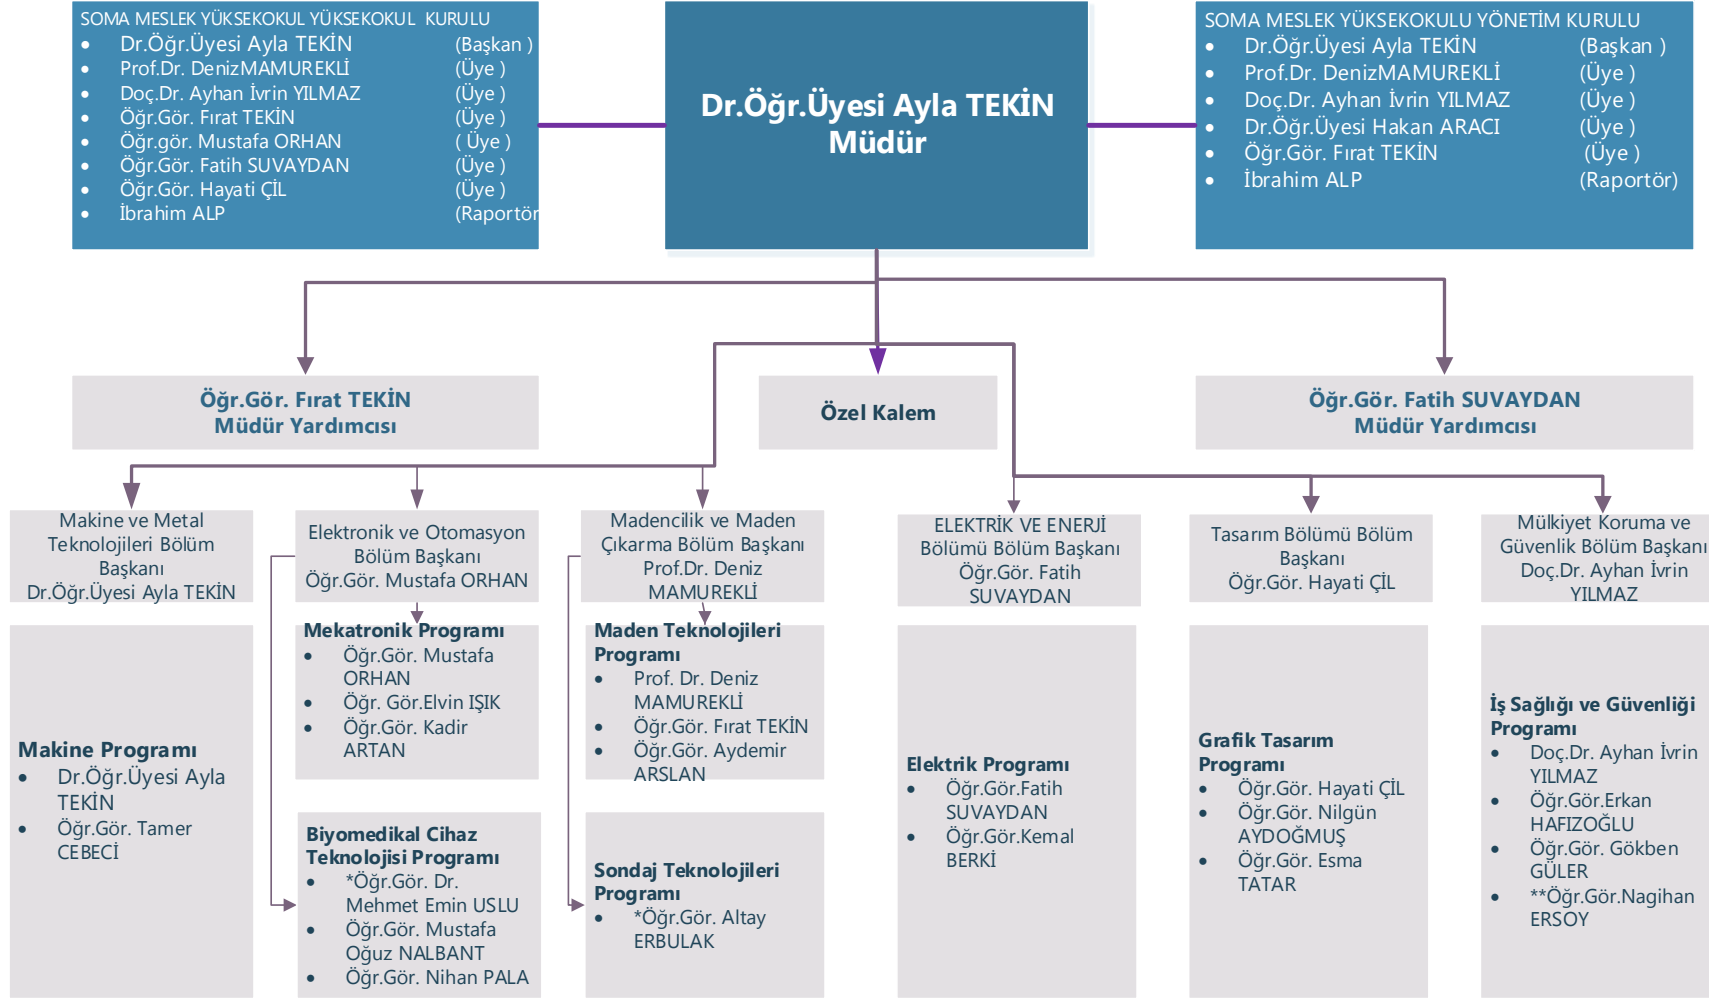 SOMA MESLEK YÜKSEKOKUL YÜKSEKOKUL KURULU
• Dr.Öğr.Üyesi Ayla TEKİN (Başkan )
• Prof.Dr. DenizMAMUREKLİ (Üye )
• Doç.Dr. Ayhan İvrin YILMAZ (Üye )
• Öğr.Gör. Fırat TEKİN (Üye )
• Öğr.gör. Mustafa ORHAN ( Üye )
• Öğr.Gör. Fatih SUVAYDAN (Üye )
• Öğr.Gör. Hayati ÇİL (Üye )
• İbrahim ALP (Raportör
Dr.Öğr.Üyesi Ayla TEKİN
Müdür
SOMA MESLEK YÜKSEKOKULU YÖNETİM KURULU
• Dr.Öğr.Üyesi Ayla TEKİN (Başkan )
• Prof.Dr. DenizMAMUREKLİ (Üye )
• Doç.Dr. Ayhan İvrin YILMAZ (Üye )
• Dr.Öğr.Üyesi Hakan ARACI (Üye )
• Öğr.Gör. Fırat TEKİN (Üye )
• İbrahim ALP (Raportör)
Öğr.Gör. Fırat TEKİN
Müdür Yardımcısı
Özel Kalem
Öğr.Gör. Fatih SUVAYDAN
Müdür Yardımcısı
Makine ve Metal
Teknolojileri Bölüm
Başkanı
Dr.Öğr.Üyesi Ayla TEKİN
Elektronik ve Otomasyon
Bölüm Başkanı
Öğr.Gör. Mustafa ORHAN
Madencilik ve Maden
Çıkarma Bölüm Başkanı
Prof.Dr. Deniz
MAMUREKLİ
ELEKTRİK VE ENERJİ
Bölümü Bölüm Başkanı
Öğr.Gör. Fatih
SUVAYDAN
Tasarım Bölümü Bölüm
Başkanı
Öğr.Gör. Hayati ÇİL
Mülkiyet Koruma ve
Güvenlik Bölüm Başkanı
Doç.Dr. Ayhan İvrin
YILMAZ
Makine Programı
• Dr.Öğr.Üyesi Ayla
TEKİN
• Öğr.Gör. Tamer
CEBECİ
Mekatronik Programı
• Öğr.Gör. Mustafa
ORHAN
• Öğr. Gör.Elvin IŞIK
• Öğr.Gör. Kadir
ARTAN
Biyomedikal Cihaz
Teknolojisi Programı
• *Öğr.Gör. Dr.
Mehmet Emin USLU
• Öğr.Gör. Mustafa
Oğuz NALBANT
• Öğr.Gör. Nihan PALA
Maden Teknolojileri
Programı
• Prof. Dr. Deniz
MAMUREKLİ
• Öğr.Gör. Fırat TEKİN
• Öğr.Gör. Aydemir
ARSLAN
Sondaj Teknolojileri
Programı
• *Öğr.Gör. Altay
ERBULAK
Elektrik Programı
• Öğr.Gör.Fatih
SUVAYDAN
• Öğr.Gör.Kemal
BERKİ
Grafik Tasarım
Programı
• Öğr.Gör. Hayati ÇİL
• Öğr.Gör. Nilgün
AYDOĞMUŞ
• Öğr.Gör. Esma
TATAR
İş Sağlığı ve Güvenliği
Programı
• Doç.Dr. Ayhan İvrin
YILMAZ
• Öğr.Gör.Erkan
HAFIZOĞLU
• Öğr.Gör. Gökben
GÜLER
• **Öğr.Gör.Nagihan
ERSOY